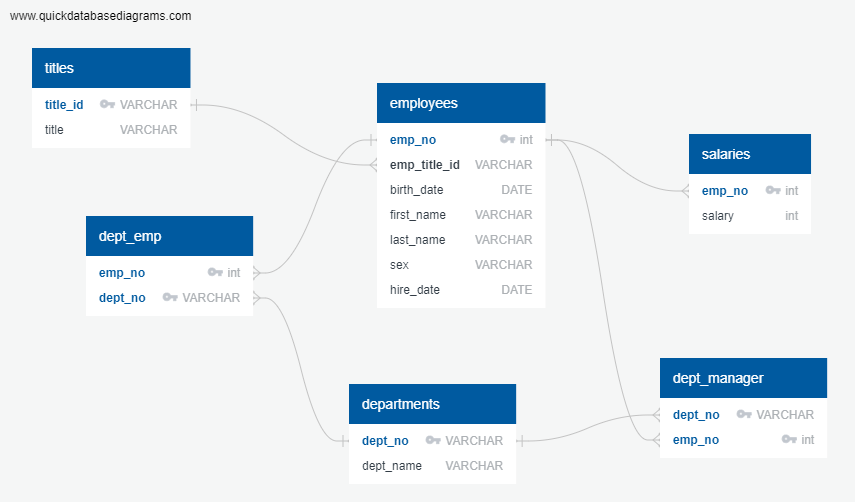 www.quickdatabasediagrams.com
titles
title_id VARCHAR
title VARCHAR
employees
emp_no int
emp_title_id VARCHAR
birth_date DATE
first_name VARCHAR
last_name VARCHAR
sex VARCHAR
hire_date DATE
salaries
emp_no int
salary int
dept_emp
emp_no int
dept_no VARCHAR
departments
dept_no VARCHAR
dept_name VARCHAR
dept_manager
dept_no VARCHAR
emp_no int